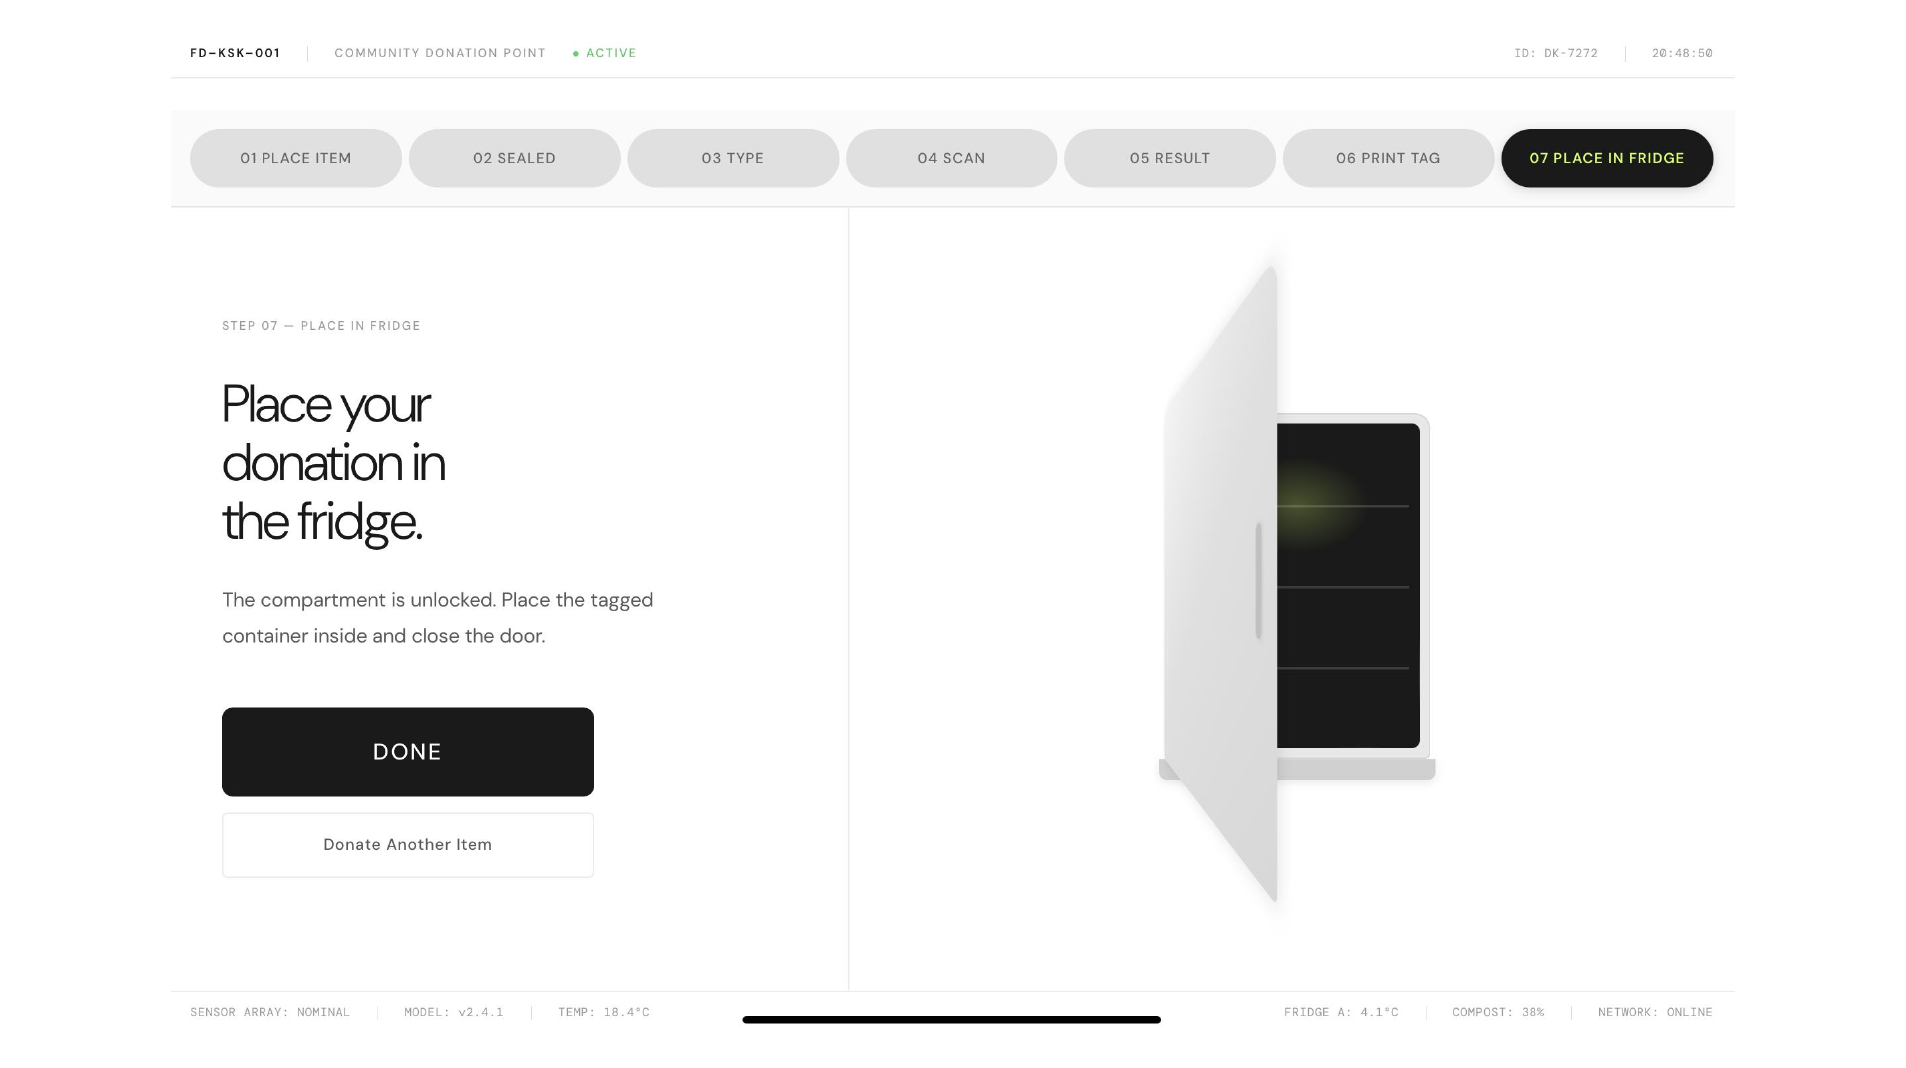 FD-KSK-001
COMMUNITY DONATION POINT
ACTIVE
ID: DK-7272
20:48:50
01 PLACE ITEM
02 SEALED
03 TYPE
04 SCAN
05 RESULT
06 PRINT TAG
07 PLACE IN FRIDGE
STEP 07 — PLACE IN FRIDGE
Place your
donation in
the fridge.
The compartment is unlocked. Place the tagged
container inside and close the door.
DONE
Donate Another Item
SENSOR ARRAY: NOMINAL
MODEL: v2.4.1
TEMP: 18.4°C
FRIDGE A: 4.1°C
COMPOST: 38%
NETWORK: ONLINE